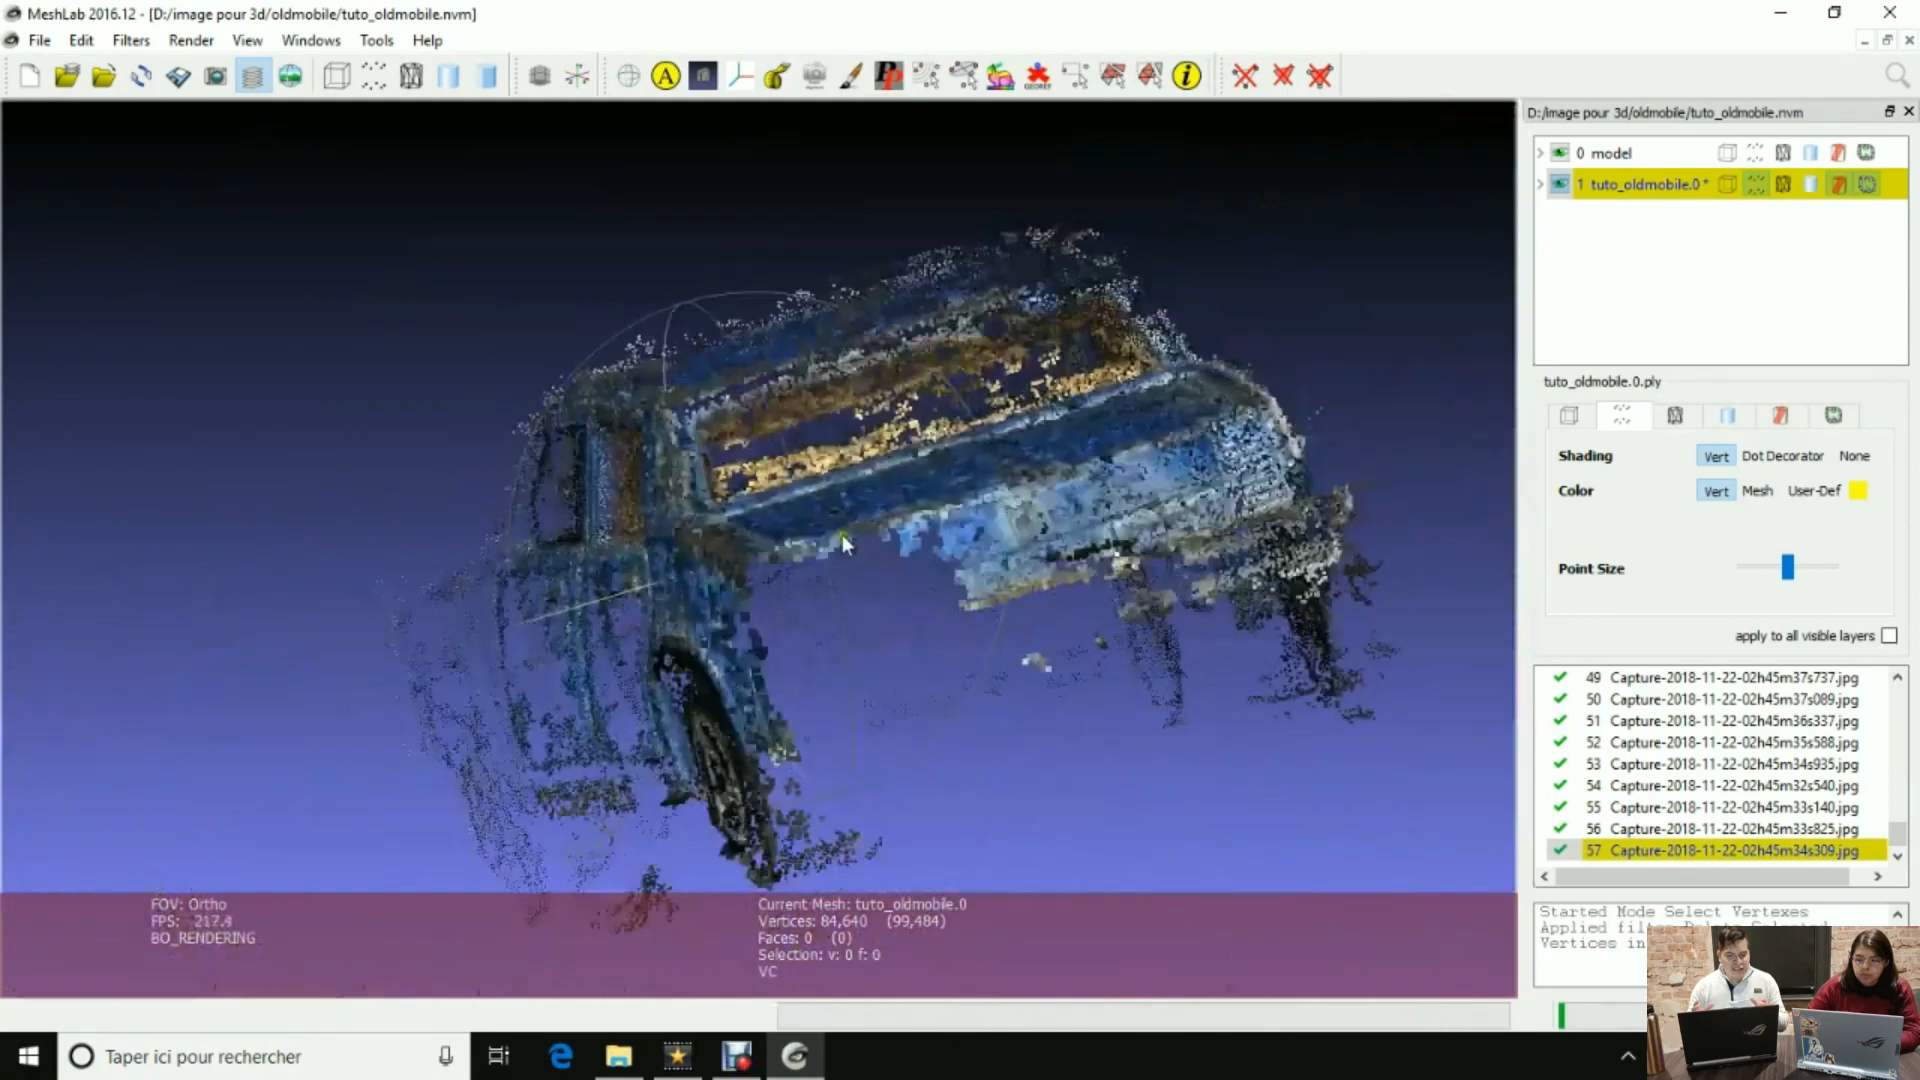 MeshLab 2016.12 - [D:/image pour 3d/oldmobile/tuto_oldmobile.nvm]
File Edit Filters Render View Windows Tools Help
A
Pp
GEOREF
i
D:/image pour 3d/oldmobile/tuto_oldmobile.nvm
0 model
1 tuto_oldmobile.0 *
tuto_oldmobile.0.ply
Shading Vert Dot Decorator None
Color Vert Mesh User-Def
Point Size
apply to all visible layers
49 Capture-2018-11-22-02h45m37s737.jpg
50 Capture-2018-11-22-02h45m37s089.jpg
51 Capture-2018-11-22-02h45m36s337.jpg
52 Capture-2018-11-22-02h45m35s588.jpg
53 Capture-2018-11-22-02h45m34s935.jpg
54 Capture-2018-11-22-02h45m32s540.jpg
55 Capture-2018-11-22-02h45m33s140.jpg
56 Capture-2018-11-22-02h45m33s825.jpg
57 Capture-2018-11-22-02h45m34s309.jpg
Started Mode Select Vertexes
Applied
Vertices in
FOV: Ortho
FPS: 217.4
BO_RENDERING
Current Mesh: tuto_oldmobile.0
Vertices: 84,640 (99,484)
Faces: 0 (0)
Selection: v: 0 f: 0
VC
Taper ici pour rechercher